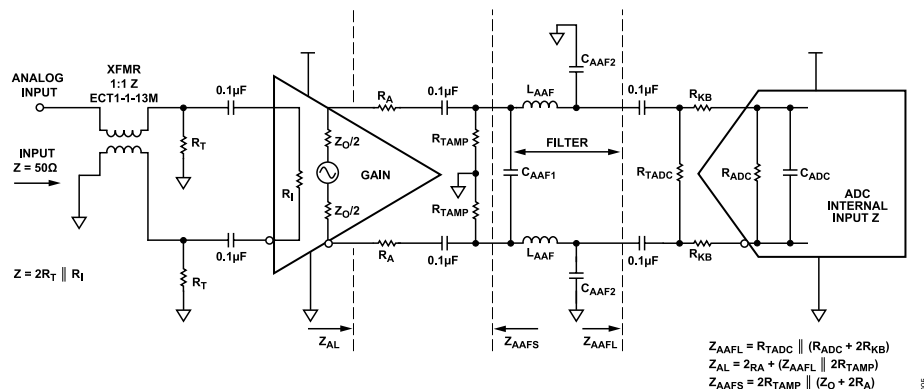 ANALOG
INPUT
XFMR
1:1 Z
ECT1-1-13M
0.1µF
INPUT
Z = 50Ω
R_T
R_T
0.1µF
Z = 2R_T || R_I
R_I
Z_O/2
Z_O/2
GAIN
R_A
0.1µF
R_TAMP
R_TAMP
R_A
0.1µF
C_AAF1
L_AAF
C_AAF2
FILTER
L_AAF
C_AAF2
0.1µF
0.1µF
R_TADC
R_KB
R_KB
R_ADC
C_ADC
ADC
INTERNAL
INPUT Z
Z_AL
Z_AAFS
Z_AAFL
Z_AAFL = R_TADC || (R_ADC + 2R_KB)
Z_AL = 2R_A + (Z_AAFL || 2R_TAMP)
Z_AAFS = 2R_TAMP || (Z_O + 2R_A)